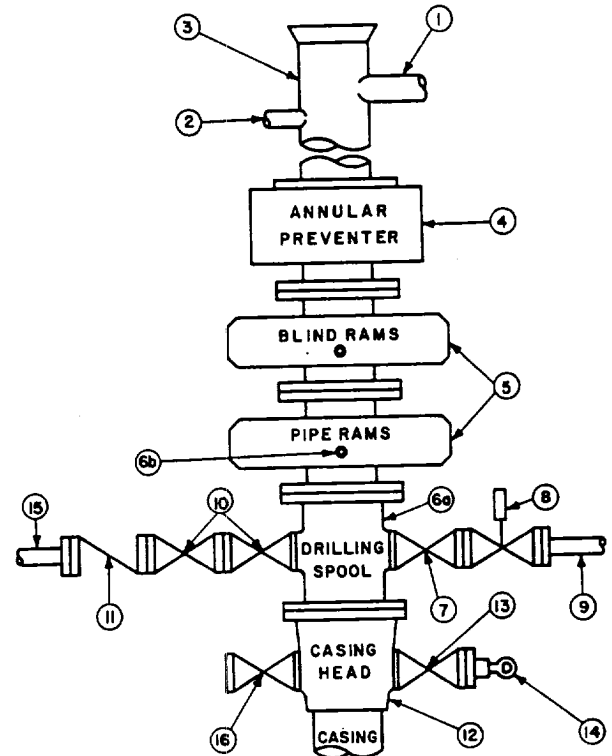 1
3
2
ANNULAR
PREVENTER
4
BLIND RAMS
5
PIPE RAMS
6b
6a
8
15
10
DRILLING
SPOOL
11
7
13
9
CASING
HEAD
16
12
14
CASING